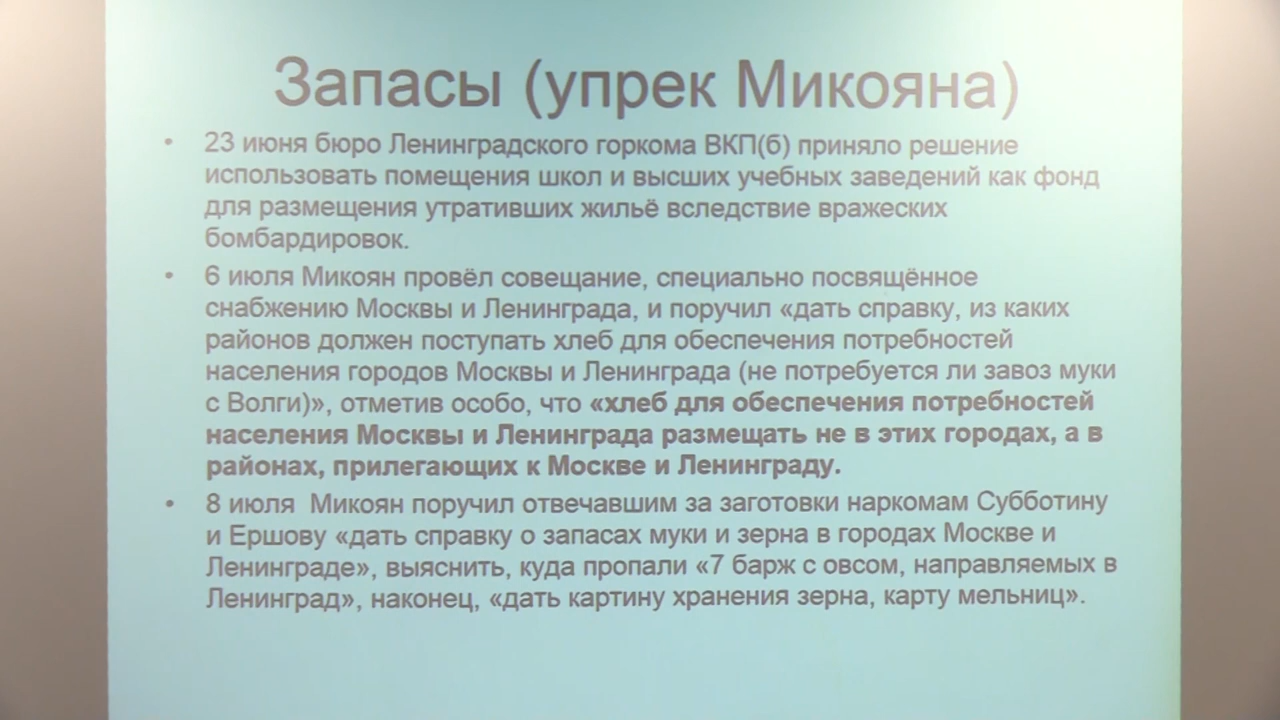 Запасы (упрек Микояна)
• 23 июня бюро Ленинградского горкома ВКП(б) приняло решение
использовать помещения школ и высших учебных заведений как фонд
для размещения утративших жильё вследствие вражеских
бомбардировок.
• 6 июля Микоян провёл совещание, специально посвящённое
снабжению Москвы и Ленинграда, и поручил «дать справку, из каких
районов должен поступать хлеб для обеспечения потребностей
населения городов Москвы и Ленинграда (не потребуется ли завоз муки
с Волги)», отметив особо, что «хлеб для обеспечения потребностей
населения Москвы и Ленинграда размещать не в этих городах, а в
районах, прилегающих к Москве и Ленинграду.
• 8 июля Микоян поручил отвечавшим за заготовки наркомам Субботину
и Ершову «дать справку о запасах муки и зерна в городах Москве и
Ленинграде», выяснить, куда пропали «7 барж с овсом, направляемых в
Ленинград», наконец, «дать картину хранения зерна, карту мельниц».